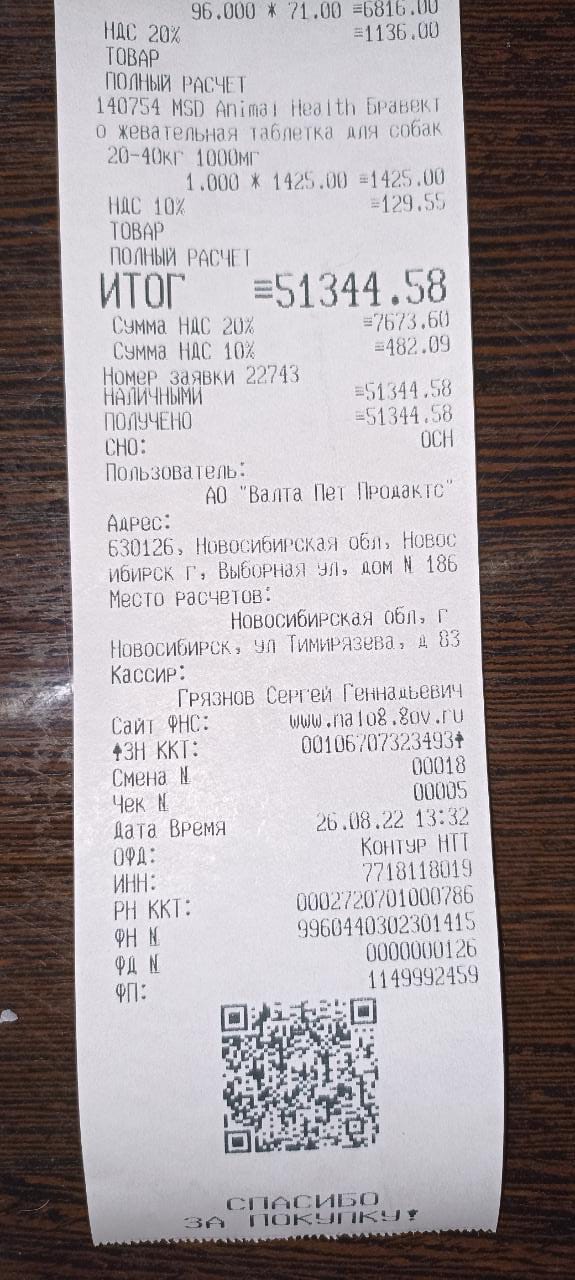 96.000 * 71.00 ≡6816.00
НДС 20% ≡1136.00
ТОВАР
ПОЛНЫЙ РАСЧЕТ
140754 MSD Animal Health Бравект
о жевательная таблетка для собак
20-40кг 1000мг
1.000 * 1425.00 ≡1425.00
НДС 10% ≡129.55
ТОВАР
ПОЛНЫЙ РАСЧЕТ
ИТОГ ≡51344.58
Сумма НДС 20% ≡7673.60
Сумма НДС 10% ≡482.09
Номер заявки 22743
НАЛИЧНЫМИ ≡51344.58
ПОЛУЧЕНО ≡51344.58
СНО: ОСН
Пользователь:
АО "Валта Пет Продактс"
Адрес:
630126, Новосибирская обл, Новос
ибирск г, Выборная ул, дом N 186
Место расчетов:
Новосибирская обл, г
Новосибирск, ул Тимирязева, д 83
Кассир:
Грязнов Сергей Геннадьевич
Сайт ФНС: www.nalog.gov.ru
ЗН ККТ: 00106707323493
Смена N 00018
Чек N 00005
Дата Время 26.08.22 13:32
ОФД: Контур НТТ
ИНН: 7718118019
РН ККТ: 0002720701000786
ФН N 9960440302301415
ФД N 0000000126
ФП: 1149992459
СПАСИБО
ЗА ПОКУПКУ!